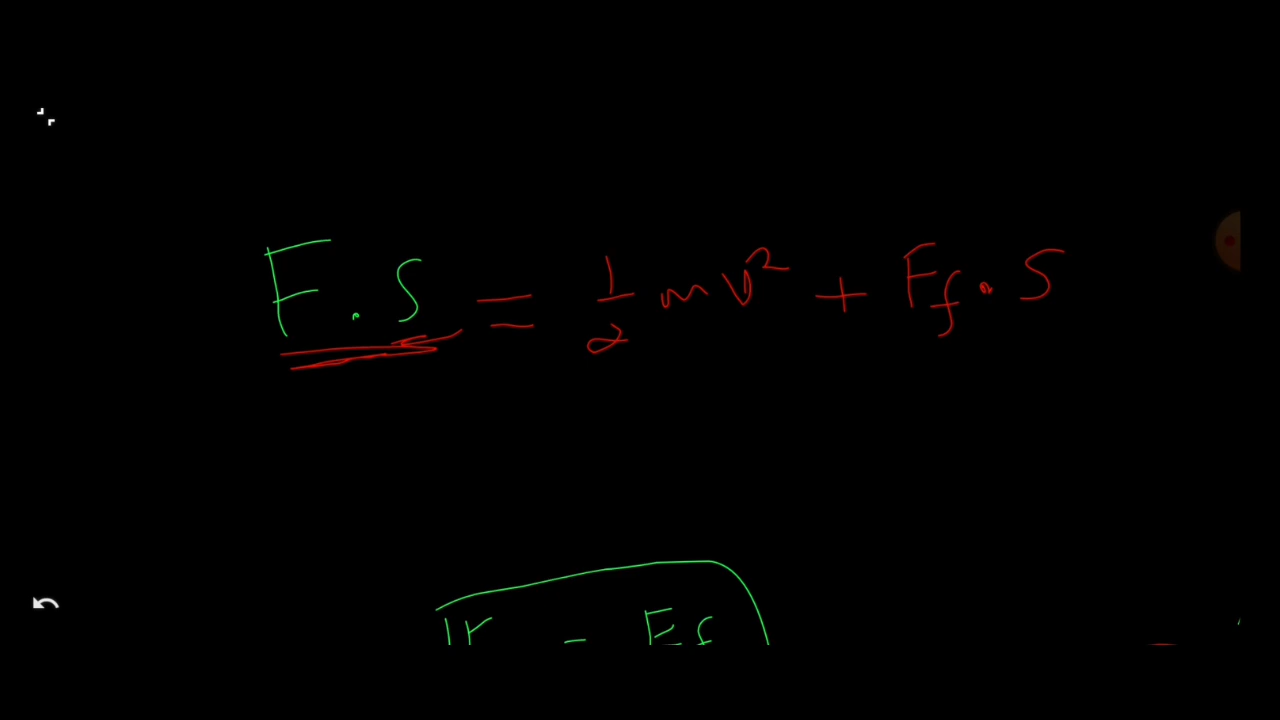 F . S = 1/2 mv² + Ff . S